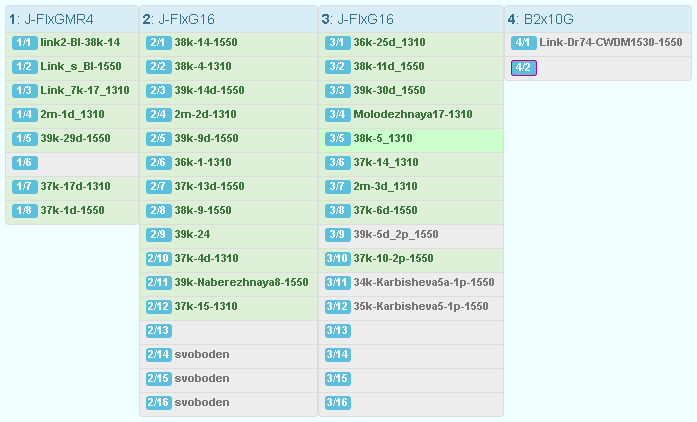 1: J-FlxGMR4
1/1 link2-Bl-38k-14
1/2 Link_s_Bl-1550
1/3 Link_7k-17_1310
1/4 2m-1d_1310
1/5 39k-29d-1550
1/6
1/7 37k-17d-1310
1/8 37k-1d-1550
2: J-FlxG16
2/1 38k-14-1550
2/2 38k-4-1310
2/3 39k-14d-1550
2/4 2m-2d-1310
2/5 39k-9d-1550
2/6 36k-1-1310
2/7 37k-13d-1550
2/8 38k-9-1550
2/9 39k-24
2/10 37k-4d-1310
2/11 39k-Naberezhnaya8-1550
2/12 37k-15-1310
2/13
2/14 svoboden
2/15 svoboden
2/16 svoboden
3: J-FlxG16
3/1 36k-25d_1310
3/2 38k-11d_1550
3/3 39k-30d_1550
3/4 Molodezhnaya17-1310
3/5 38k-5_1310
3/6 37k-14_1310
3/7 2m-3d_1310
3/8 37k-6d-1550
3/9 39k-5d_2p_1550
3/10 37k-10-2p-1550
3/11 34k-Karbisheva5a-1p-1550
3/12 35k-Karbisheva5-1p-1550
3/13
3/14
3/15
3/16
4: B2x10G
4/1 Link-Dr74-CWDM1530-1550
4/2